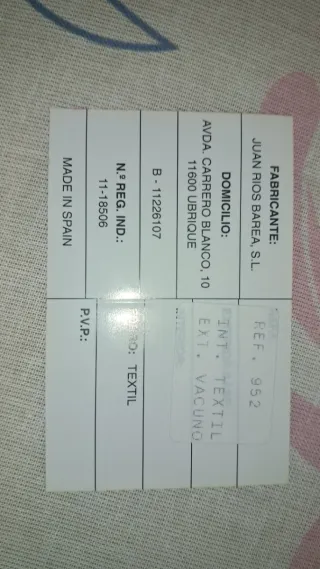 FABRICANTE:
JUAN RIOS BAREA, S.L.
DOMICILIO:
AVDA. CARRERO BLANCO, 10
11600 UBRIQUE
B - 11226107
N.º REG. IND.:
11-18506
MADE IN SPAIN
REF. 952
INT. TEXTIL
EXT. VACUNO
TEXTIL
P.V.P.: